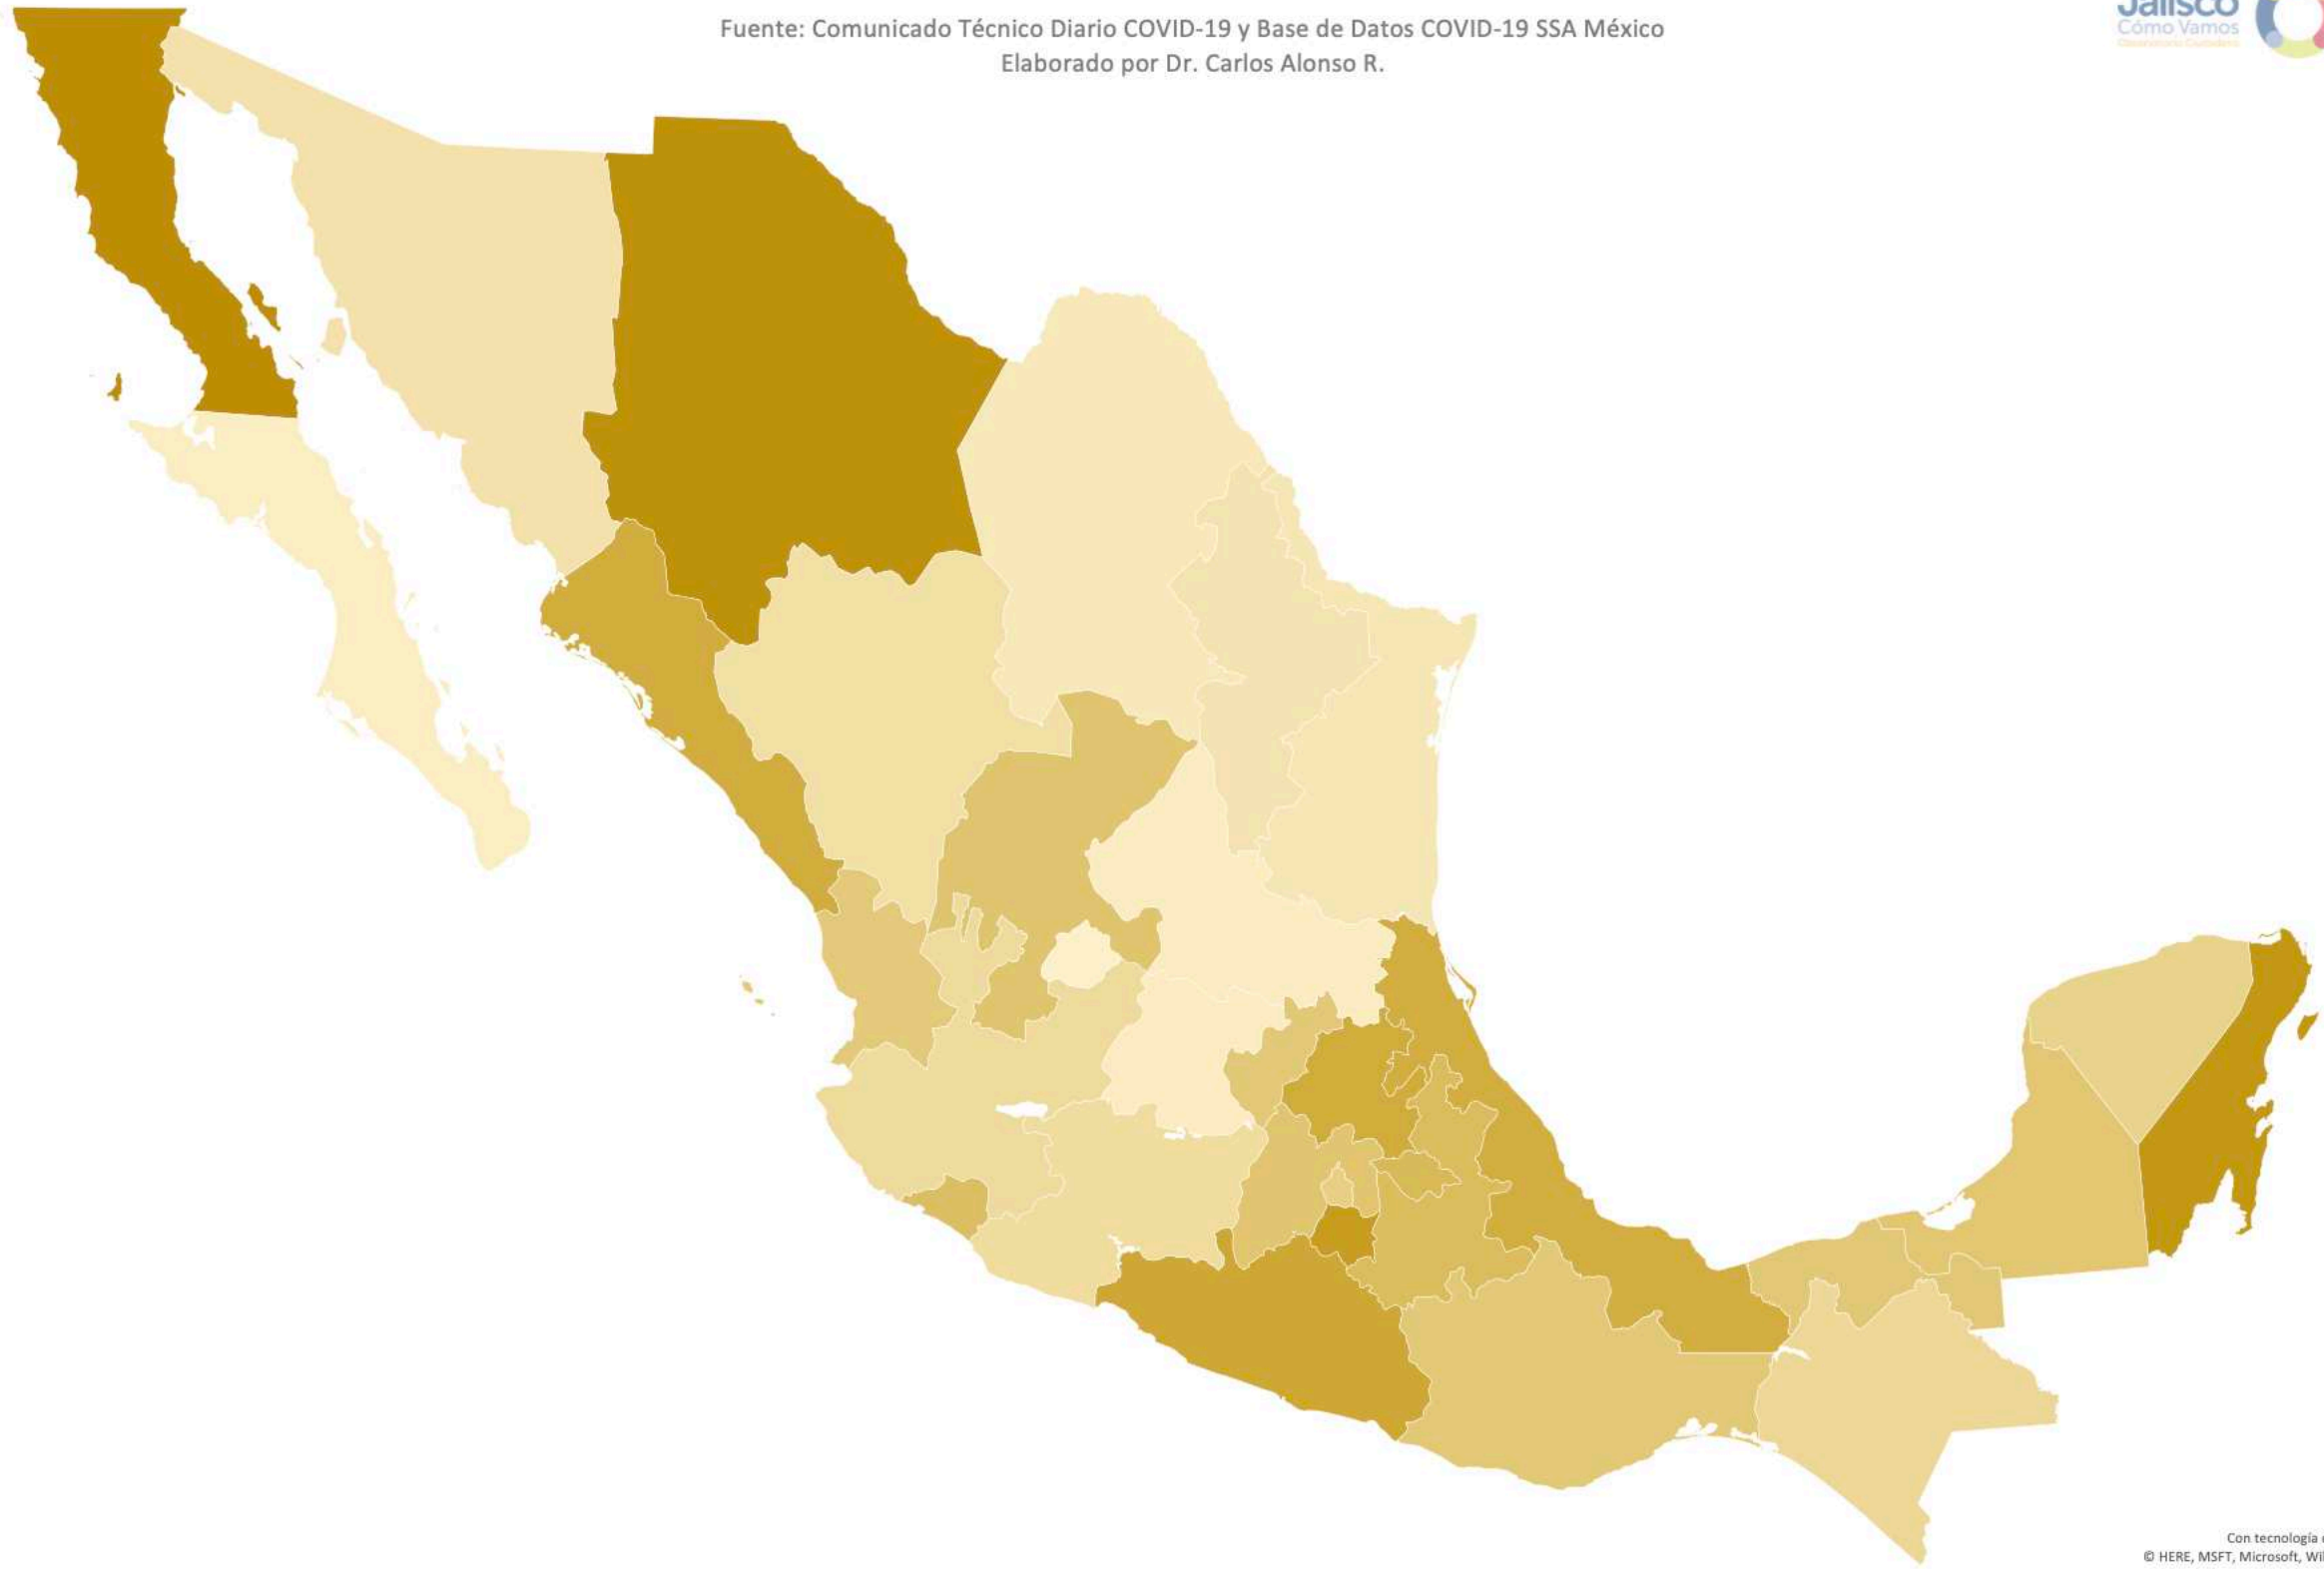 Fuente: Comunicado Técnico Diario COVID-19 y Base de Datos COVID-19 SSA México
Elaborado por Dr. Carlos Alonso R.
Jalisco
Cómo Vamos
Con tecnología
© HERE, MSFT, Microsoft,